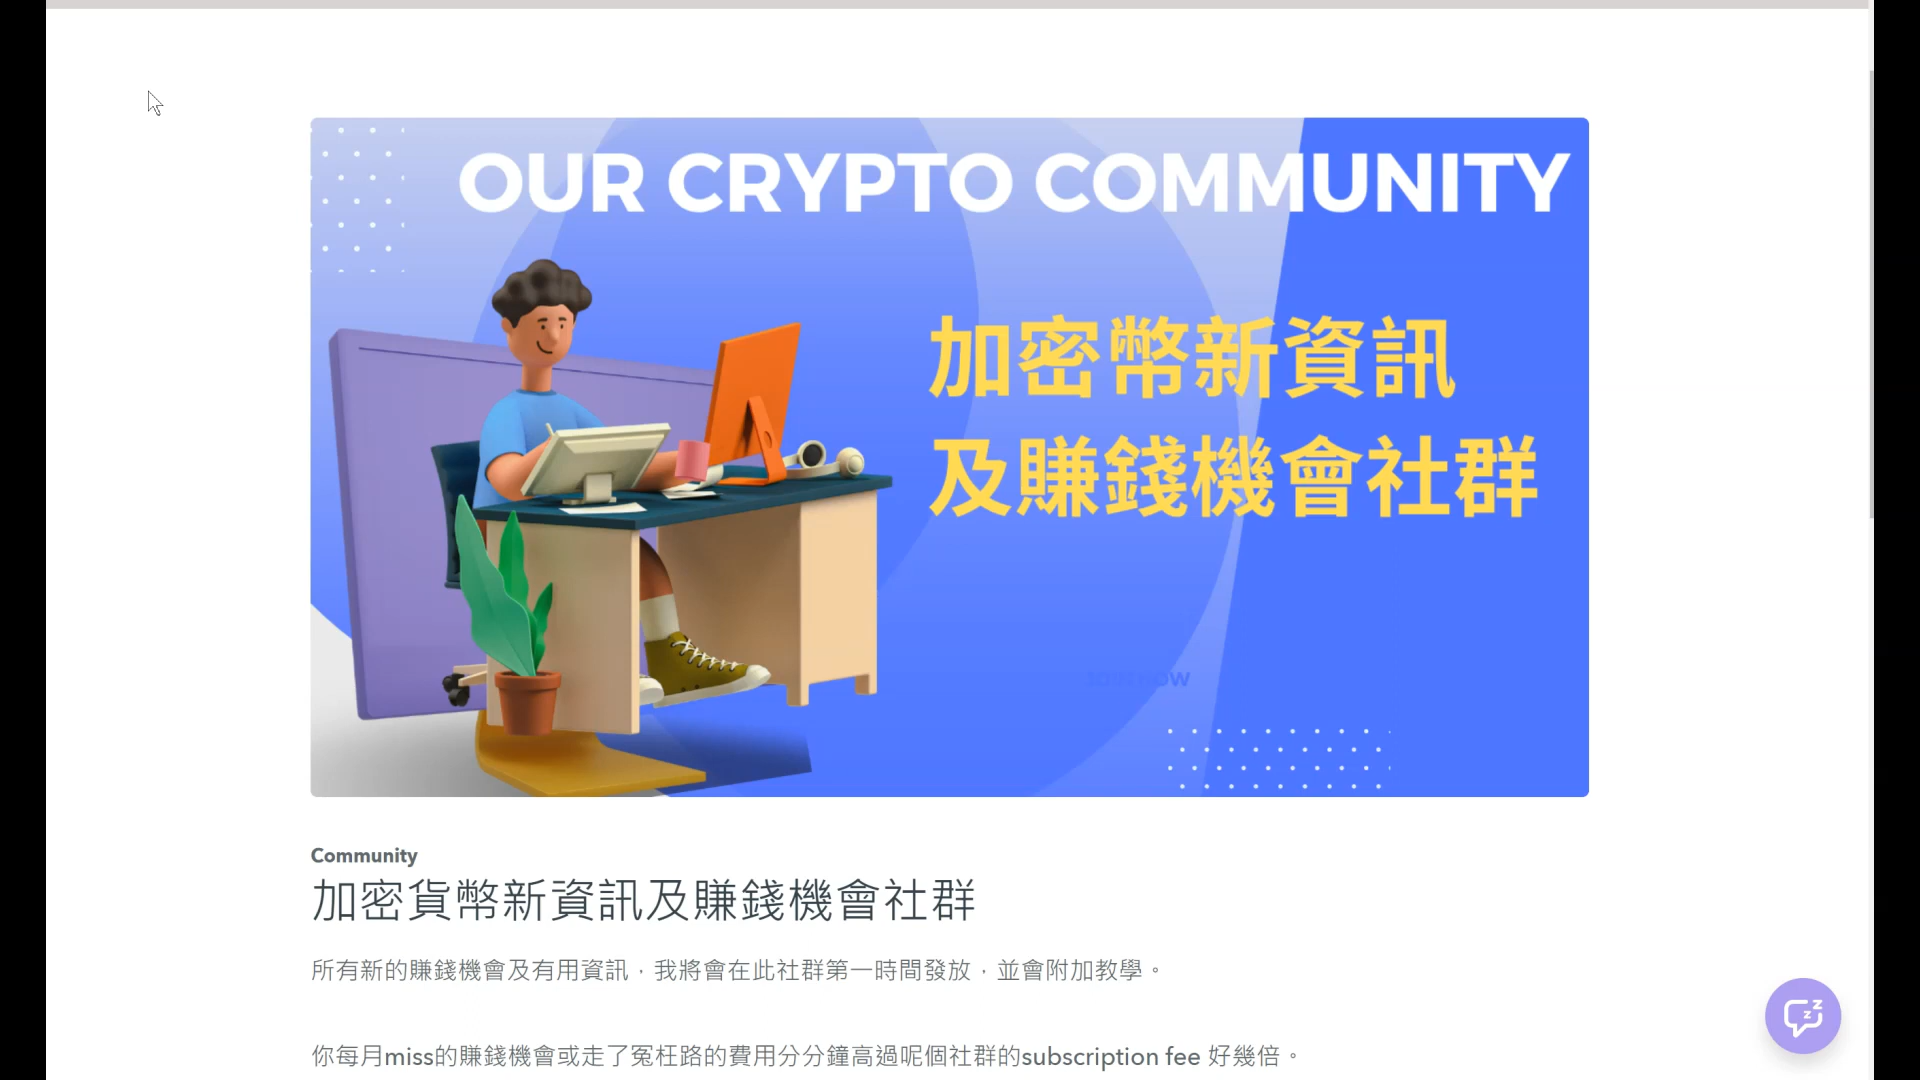 OUR CRYPTO COMMUNITY
加密幣新資訊
及賺錢機會社群
Community
加密貨幣新資訊及賺錢機會社群
所有新的賺錢機會及有用資訊，我將會在此社群第一時間發放，並會附加教學。
你每月miss的賺錢機會或走了冤枉路的費用分分鐘高過呢個社群的subscription fee 好幾倍。